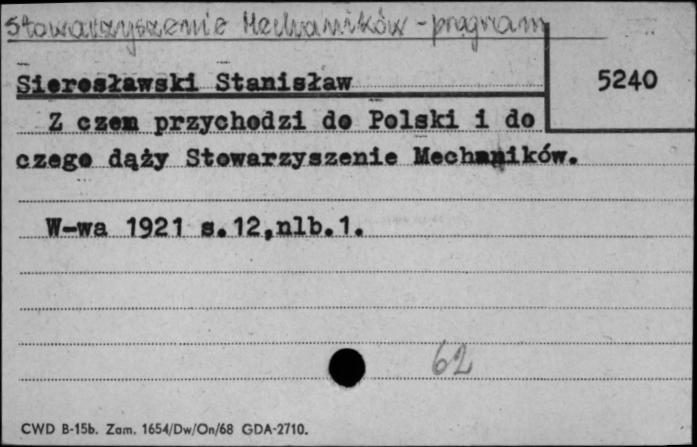 Stowarzyszenie Mechaników - program
Sierosławski Stanisław
5240
Z czem przychodzi do Polski i do
czego dąży Stowarzyszenie Mechaników.
W-wa 1921 s.12,nlb.1.
62
CWD B-15b. Zam. 1654/Dw/On/68 GDA-2710.